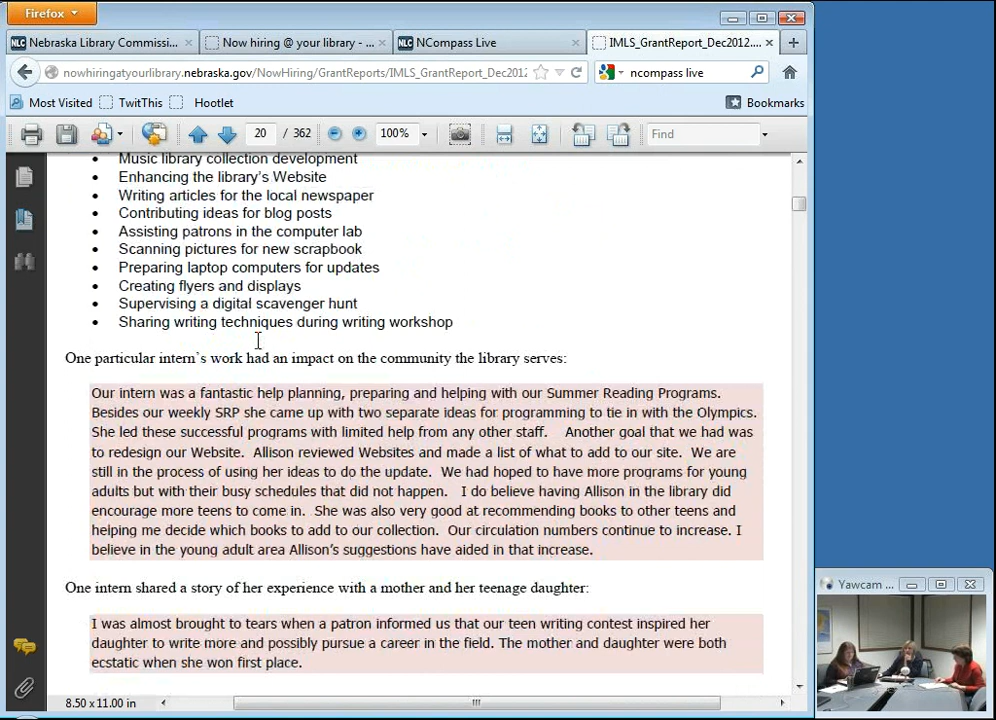 Firefox
Nebraska Library Commissi...
Now hiring @ your library - ...
NCompass Live
IMLS_GrantReport_Dec2012....
nowhiringatyourlibrary.nebraska.gov/NowHiring/GrantReports/IMLS_GrantReport_Dec2012
ncompass live
Most Visited
TwitThis
Hootlet
Bookmarks
20 / 362
100%
Find
Music library collection development
Enhancing the library's Website
Writing articles for the local newspaper
Contributing ideas for blog posts
Assisting patrons in the computer lab
Scanning pictures for new scrapbook
Preparing laptop computers for updates
Creating flyers and displays
Supervising a digital scavenger hunt
Sharing writing techniques during writing workshop
One particular intern's work had an impact on the community the library serves:
Our intern was a fantastic help planning, preparing and helping with our Summer Reading Programs.
Besides our weekly SRP she came up with two separate ideas for programming to tie in with the Olympics.
She led these successful programs with limited help from any other staff. Another goal that we had was
to redesign our Website. Allison reviewed Websites and made a list of what to add to our site. We are
still in the process of using her ideas to do the update. We had hoped to have more programs for young
adults but with their busy schedules that did not happen. I do believe having Allison in the library did
encourage more teens to come in. She was also very good at recommending books to other teens and
helping me decide which books to add to our collection. Our circulation numbers continue to increase. I
believe in the young adult area Allison's suggestions have aided in that increase.
One intern shared a story of her experience with a mother and her teenage daughter:
I was almost brought to tears when a patron informed us that our teen writing contest inspired her
daughter to write more and possibly pursue a career in the field. The mother and daughter were both
ecstatic when she won first place.
8.50 x 11.00 in
Yawcam ...